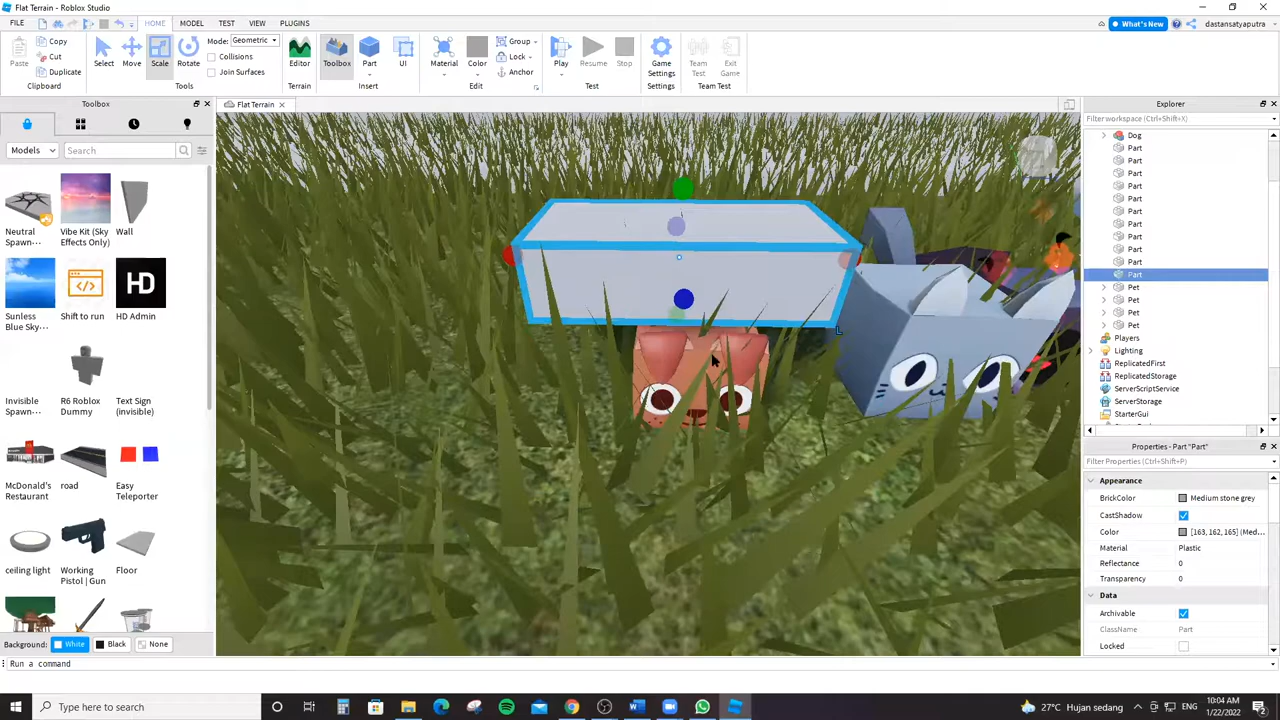 Flat Terrain - Roblox Studio
FILE HOME MODEL TEST VIEW PLUGINS
What's New dastansatyaputra
Paste Copy Cut Duplicate
Select Move Scale Rotate
Mode: Geometric
Collisions
Join Surfaces
Editor Toolbox Part UI
Material Color Group Lock Anchor
Play Resume Stop
Game Settings Team Test Exit Game
Clipboard Tools Terrain Insert Edit Test Settings Team Test
Toolbox
Flat Terrain
Models Search
Neutral Spawn...
Vibe Kit (Sky Effects Only)
Wall
Sunless Blue Sky...
Shift to run
HD
HD Admin
Invisible Spawn...
R6 Roblox Dummy
Text Sign (invisible)
McDonald's Restaurant
road
Easy Teleporter
ceiling light
Working Pistol | Gun
Floor
Background: White Black None
Run a command
L
Explorer
Filter workspace (Ctrl+Shift+X)
Dog
Part
Part
Part
Part
Part
Part
Part
Part
Part
Part
Part
Pet
Pet
Pet
Pet
Players
Lighting
ReplicatedFirst
ReplicatedStorage
ServerScriptService
ServerStorage
StarterGui
Properties - Part "Part"
Filter Properties (Ctrl+Shift+P)
Appearance
BrickColor Medium stone grey
CastShadow
Color [163, 162, 165] (Med...
Material Plastic
Reflectance 0
Transparency 0
Data
Archivable
ClassName Part
Locked
Type here to search
27°C Hujan sedang
ENG
10:04 AM
1/22/2022
2